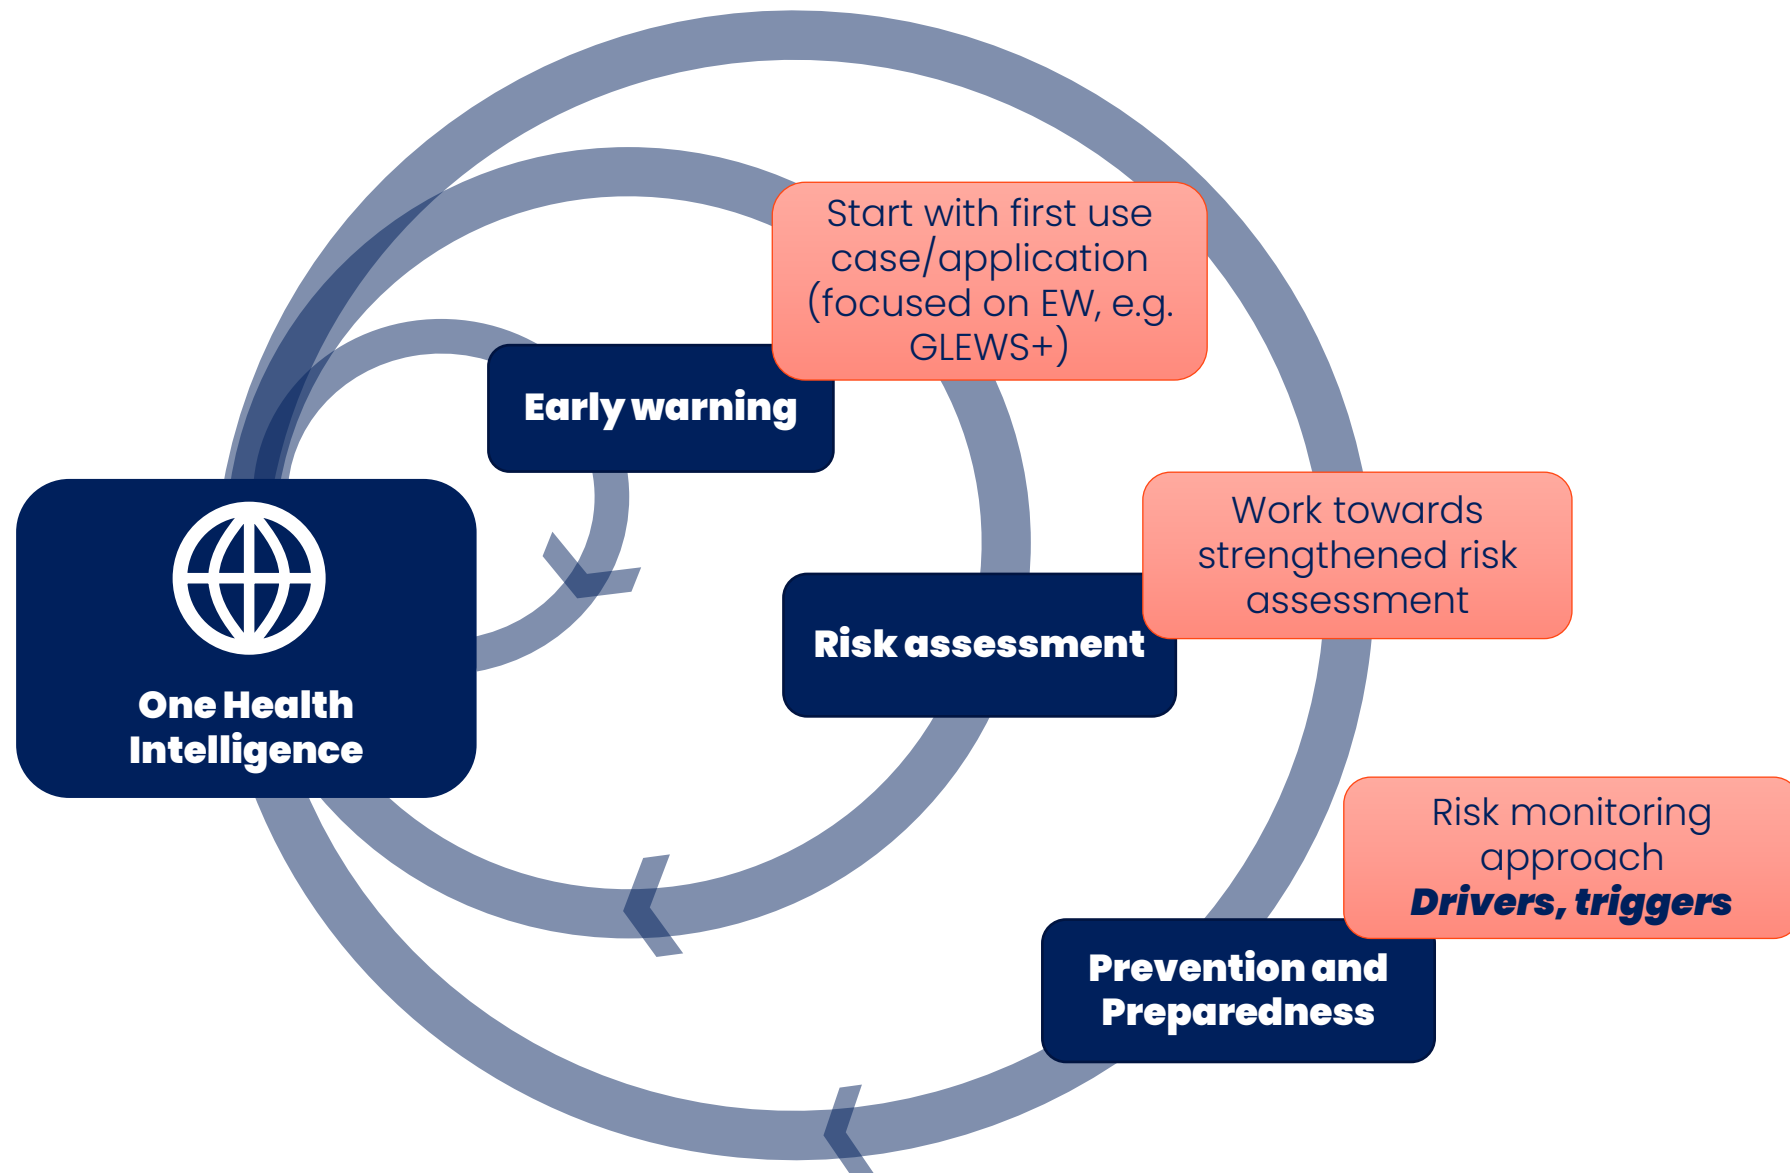 Start with first use
case/application
(focused on EW, e.g.
GLEWS+)
Early warning
Work towards
strengthened risk
assessment
Risk assessment
One Health
Intelligence
Risk monitoring
approach
Drivers, triggers
Prevention and
Preparedness